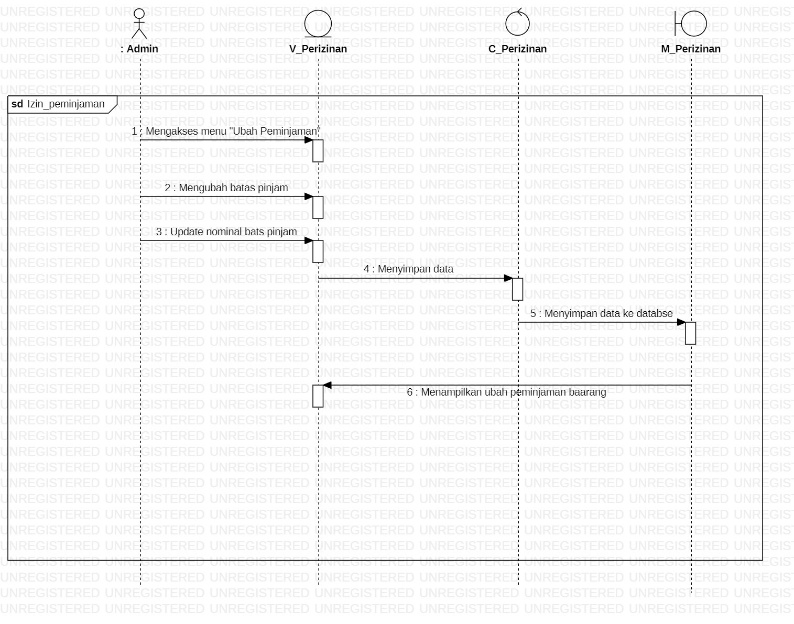 : Admin
V_Perizinan
C_Perizinan
M_Perizinan
sd Izin_peminjaman
1 : Mengakses menu "Ubah Peminjaman"
2 : Mengubah batas pinjam
3 : Update nominal bats pinjam
4 : Menyimpan data
5 : Menyimpan data ke databse
6 : Menampilkan ubah peminjaman baarang
UNREGISTERED